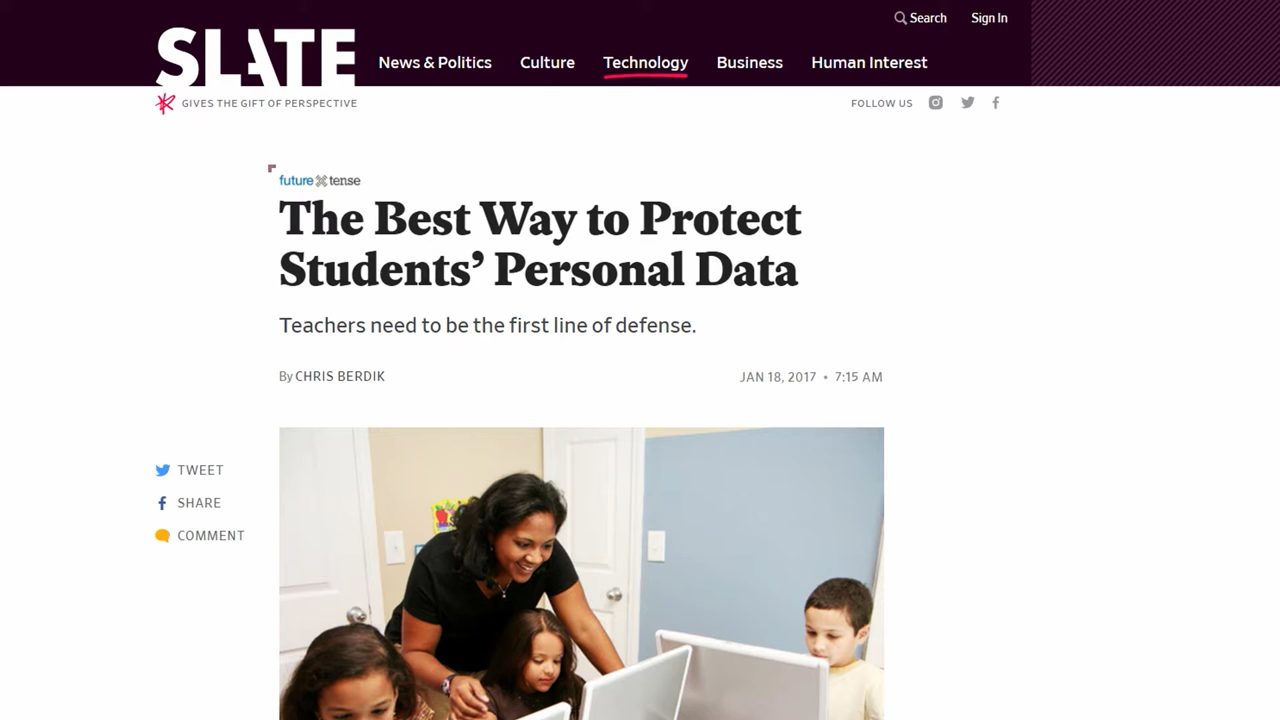 Search Sign In
SLATE
News & Politics Culture Technology Business Human Interest
GIVES THE GIFT OF PERSPECTIVE
FOLLOW US
future tense
The Best Way to Protect
Students’ Personal Data
Teachers need to be the first line of defense.
By CHRIS BERDIK
JAN 18, 2017 • 7:15 AM
TWEET
SHARE
COMMENT